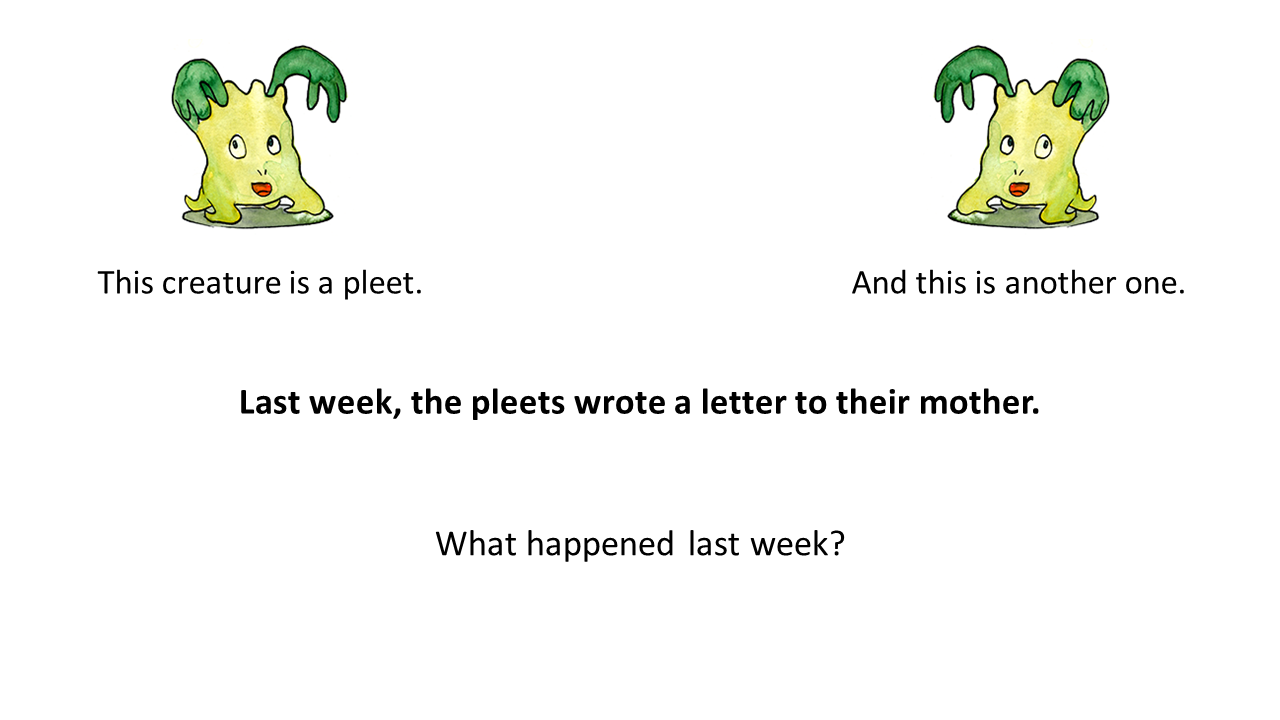 This creature is a pleet.
And this is another one.
Last week, the pleets wrote a letter to their mother.
What happened last week?